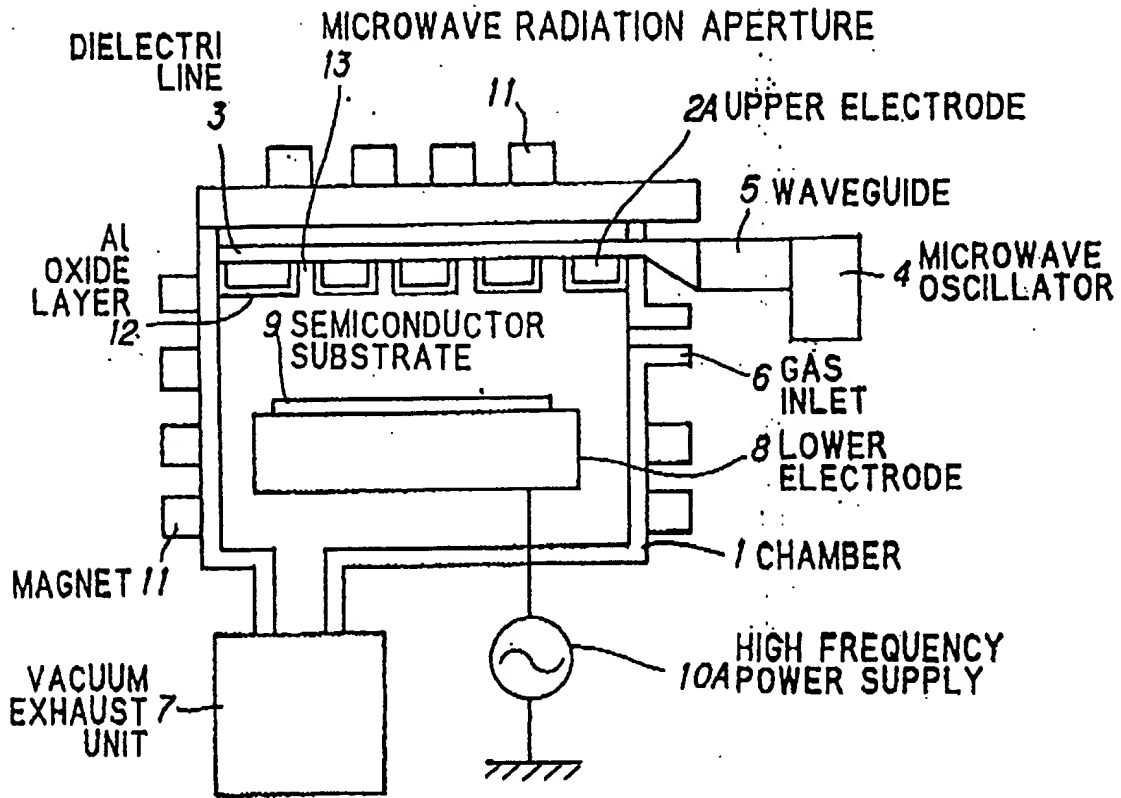 MICROWAVE RADIATION APERTURE
DIELECTRI
LINE
3
13
11
2A UPPER ELECTRODE
5 WAVEGUIDE
Al
OXIDE
LAYER
12
4 MICROWAVE
OSCILLATOR
9 SEMICONDUCTOR
SUBSTRATE
6 GAS
INLET
8 LOWER
ELECTRODE
MAGNET 11
1 CHAMBER
VACUUM
EXHAUST 7
UNIT
HIGH FREQUENCY
10A POWER SUPPLY